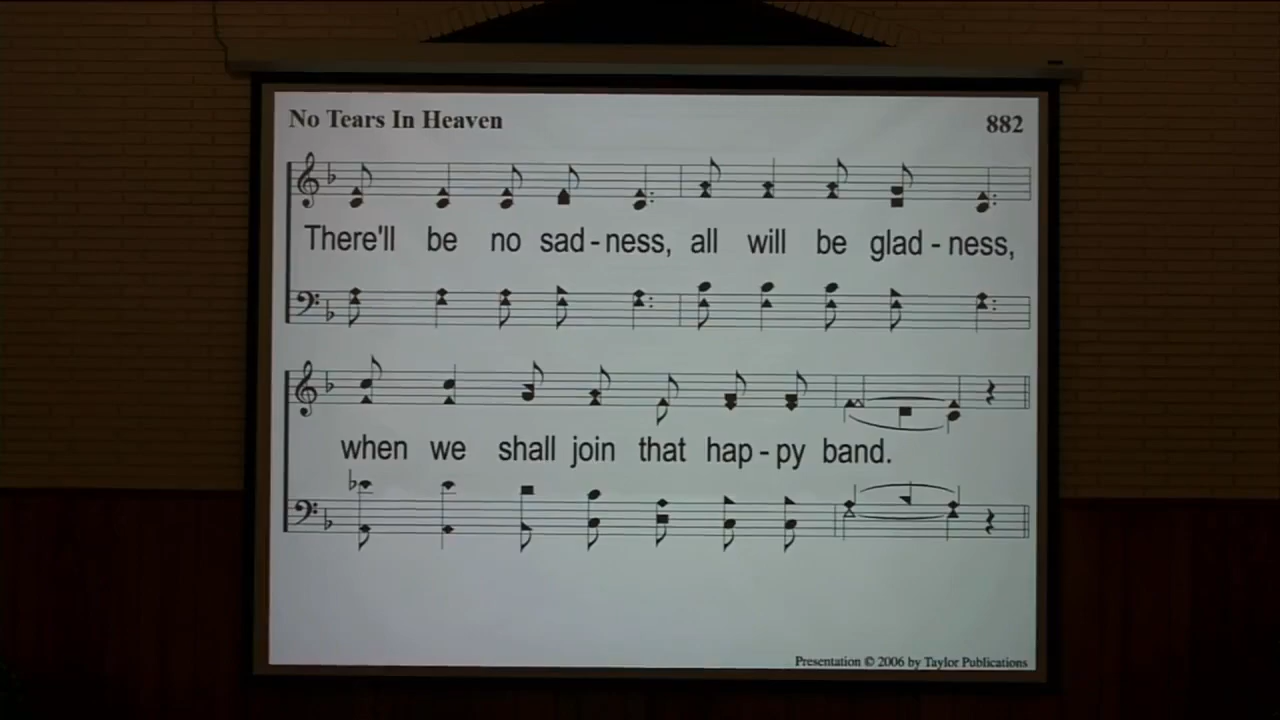 No Tears In Heaven
882
There'll be no sad - ness, all will be glad - ness,
when we shall join that hap - py band.
Presentation © 2006 by Taylor Publications